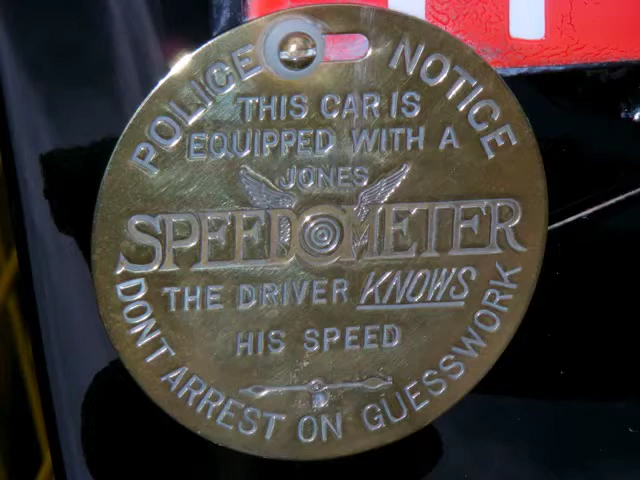 POLICE NOTICE
THIS CAR IS
EQUIPPED WITH A
JONES
SPEEDOMETER
THE DRIVER KNOWS
HIS SPEED
DONT ARREST ON GUESSWORK